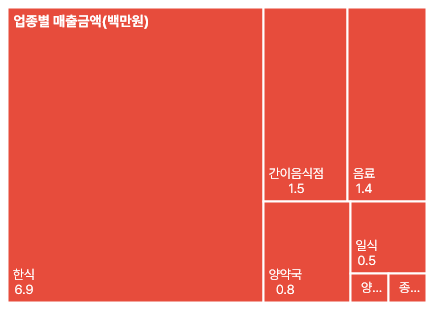 업종별 매출금액(백만원)
한식
6.9
간이음식점
1.5
음료
1.4
양약국
0.8
일식
0.5
양...
종...